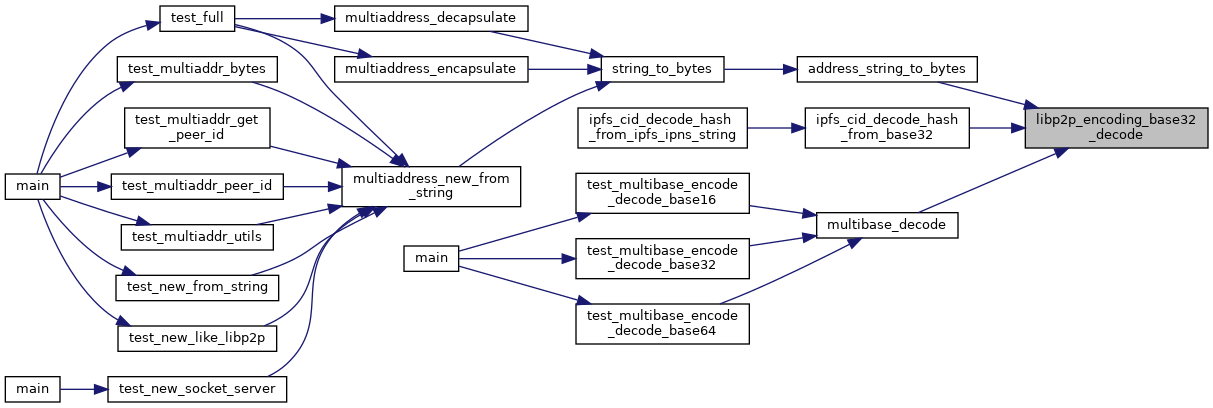 test_full
multiaddress_decapsulate
test_multiaddr_bytes
multiaddress_encapsulate
string_to_bytes
address_string_to_bytes
test_multiaddr_get
_peer_id
ipfs_cid_decode_hash
_from_ipfs_ipns_string
ipfs_cid_decode_hash
_from_base32
libp2p_encoding_base32
_decode
main
test_multiaddr_peer_id
multiaddress_new_from
_string
test_multibase_encode
_decode_base16
test_multiaddr_utils
multibase_decode
main
test_multibase_encode
_decode_base32
test_new_from_string
test_new_like_libp2p
test_multibase_encode
_decode_base64
main
test_new_socket_server